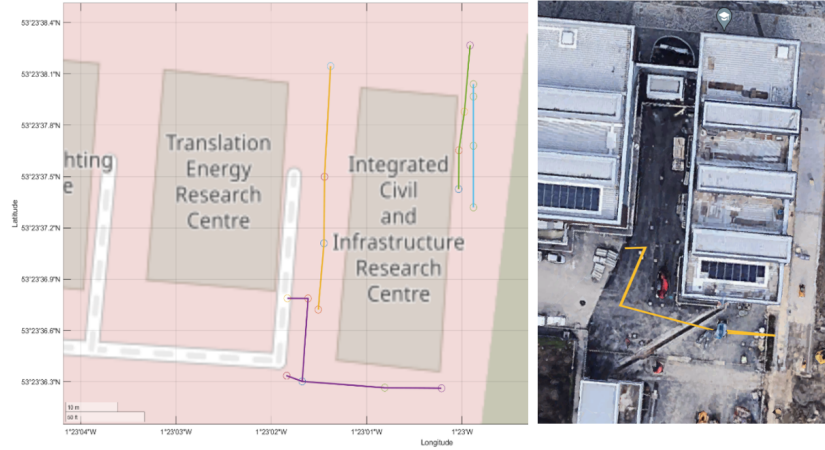 53°23'38.4"
53°23'38.1"
53°23'37.8"
53°23'37.5"
53°23'37.2"
53°23'36.9"
53°23'36.6"
53°23'36.3"
Latitude
hting
e
Translation
Energy
Research
Centre
Integrated
Civil
and
Infrastructure
Research
Centre
10 m
50 ft
1°23'04"W
1°23'03"W
1°23'02"W
1°23'01"W
1°23'W
Longitude